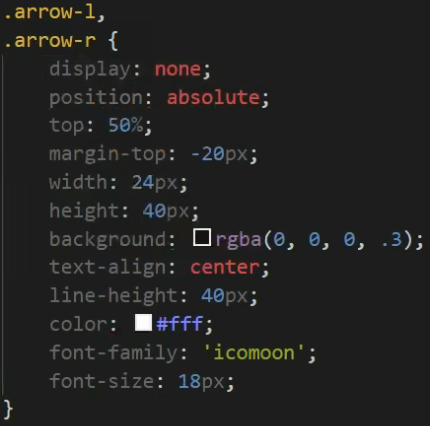 .arrow-l,
.arrow-r {
display: none;
position: absolute;
top: 50%;
margin-top: -20px;
width: 24px;
height: 40px;
background: rgba(0, 0, 0, .3);
text-align: center;
line-height: 40px;
color: #fff;
font-family: 'icomoon';
font-size: 18px;
}